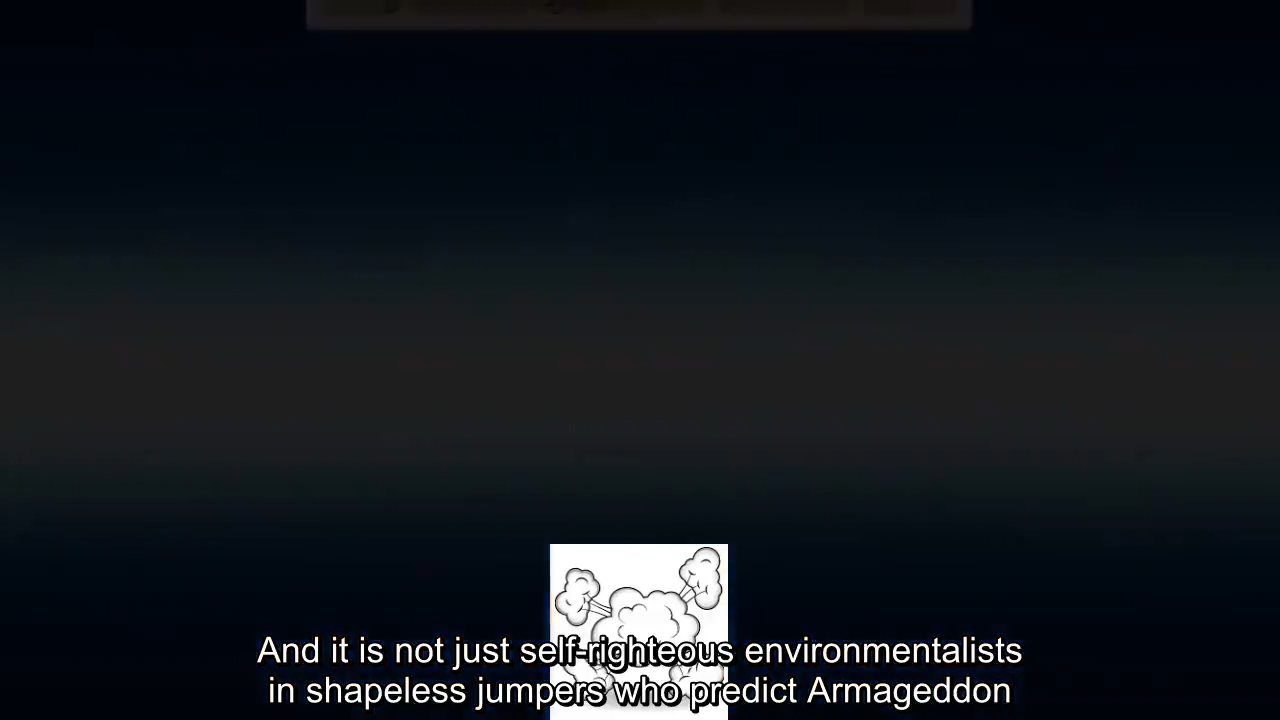 And it is not just self-righteous environmentalists
in shapeless jumpers who predict Armageddon